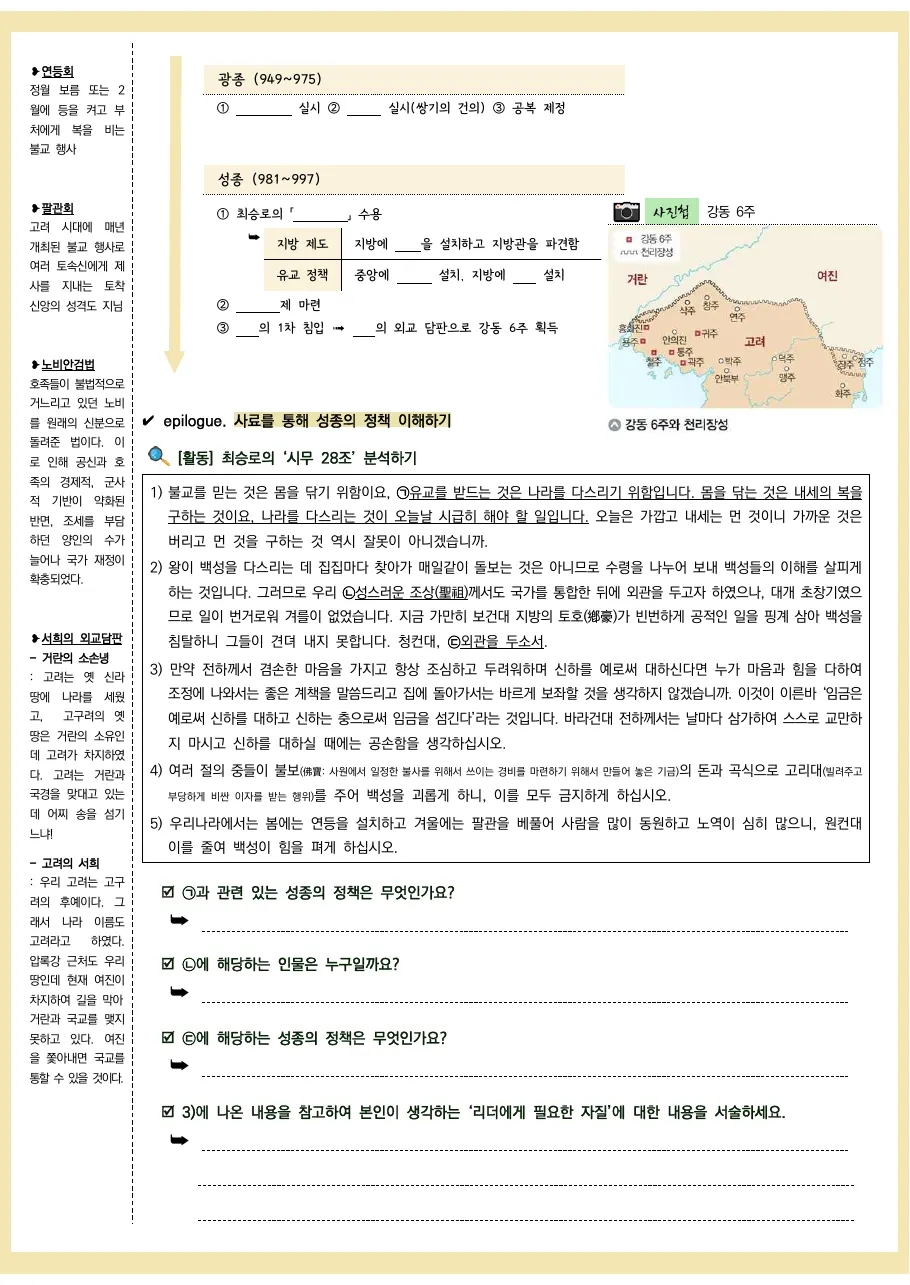 ❥연등회
정월 보름 또는 2
월에 등을 켜고 부
처에게 복을 비는
불교 행사
❥팔관회
고려 시대에 매년
개최된 불교 행사로
여러 토속신에게 제
사를 지내는 토착
신앙의 성격도 지님
❥노비안검법
호족들이 불법적으로
거느리고 있던 노비
를 원래의 신분으로
돌려준 법이다. 이
로 인해 공신과 호
족의 경제적, 군사
적 기반이 약화된
반면, 조세를 부담
하던 양인의 수가
늘어나 국가 재정이
확충되었다.
❥서희의 외교담판
- 거란의 소손녕
: 고려는 옛 신라
땅에 나라를 세웠
고, 고구려의 옛
땅은 거란의 소유인
데 고려가 차지하였
다. 고려는 거란과
국경을 맞대고 있는
데 어찌 송을 섬기
느냐!
- 고려의 서희
: 우리 고려는 고구
려의 후예이다. 그
래서 나라 이름도
고려라고 하였다.
압록강 근처도 우리
땅인데 현재 여진이
차지하여 길을 막아
거란과 국교를 맺지
못하고 있다. 여진
을 쫓아내면 국교를
통할 수 있을 것이다.
광종 (949~975)
① ________ 실시 ② _____ 실시(쌍기의 건의) ③ 공복 제정
성종 (981~997)
① 최승로의 「________」 수용
➥ 지방 제도 지방에 ____을 설치하고 지방관을 파견함
유교 정책 중앙에 _____ 설치, 지방에 ____ 설치
② ______제 마련
③ ___의 1차 침입 ➟ ___의 외교 담판으로 강동 6주 획득
사진첩 강동 6주
강동 6주
천리장성
거란
여진
삭주
창주
연주
흥화진
용주
안의진
귀주
고려
철주
통주
곽주
박주
안북부
덕주
맹주
정주
정주
화주
강동 6주와 천리장성
✔ epilogue. 사료를 통해 성종의 정책 이해하기
[활동] 최승로의 ‘시무 28조’ 분석하기
1) 불교를 믿는 것은 몸을 닦기 위함이요, ㉠유교를 받드는 것은 나라를 다스리기 위함입니다. 몸을 닦는 것은 내세의 복을
구하는 것이요, 나라를 다스리는 것이 오늘날 시급히 해야 할 일입니다. 오늘은 가깝고 내세는 먼 것이니 가까운 것은
버리고 먼 것을 구하는 것 역시 잘못이 아니겠습니까.
2) 왕이 백성을 다스리는 데 집집마다 찾아가 매일같이 돌보는 것은 아니므로 수령을 나누어 보내 백성들의 이해를 살피게
하는 것입니다. 그러므로 우리 ㉡성스러운 조상(聖祖)께서도 국가를 통합한 뒤에 외관을 두고자 하였으나, 대개 초창기였으
므로 일이 번거로워 겨를이 없었습니다. 지금 가만히 보건대 지방의 토호(鄕豪)가 빈번하게 공적인 일을 핑계 삼아 백성을
침탈하니 그들이 견뎌 내지 못합니다. 청컨대, ㉢외관을 두소서.
3) 만약 전하께서 겸손한 마음을 가지고 항상 조심하고 두려워하며 신하를 예로써 대하신다면 누가 마음과 힘을 다하여
조정에 나와서는 좋은 계책을 말씀드리고 집에 돌아가서는 바르게 보좌할 것을 생각하지 않겠습니까. 이것이 이른바 ‘임금은
예로써 신하를 대하고 신하는 충으로써 임금을 섬긴다’라는 것입니다. 바라건대 전하께서는 날마다 삼가하여 스스로 교만하
지 마시고 신하를 대하실 때에는 공손함을 생각하십시오.
4) 여러 절의 중들이 불보(佛寶: 사원에서 일정한 불사를 위해서 쓰이는 경비를 마련하기 위해서 만들어 놓은 기금)의 돈과 곡식으로 고리대(빌려주고
부당하게 비싼 이자를 받는 행위)를 주어 백성을 괴롭게 하니, 이를 모두 금지하게 하십시오.
5) 우리나라에서는 봄에는 연등을 설치하고 겨울에는 팔관을 베풀어 사람을 많이 동원하고 노역이 심히 많으니, 원컨대
이를 줄여 백성이 힘을 펴게 하십시오.
☑ ㉠과 관련 있는 성종의 정책은 무엇인가요?
➥
☑ ㉡에 해당하는 인물은 누구일까요?
➥
☑ ㉢에 해당하는 성종의 정책은 무엇인가요?
➥
☑ 3)에 나온 내용을 참고하여 본인이 생각하는 ‘리더에게 필요한 자질’에 대한 내용을 서술하세요.
➥